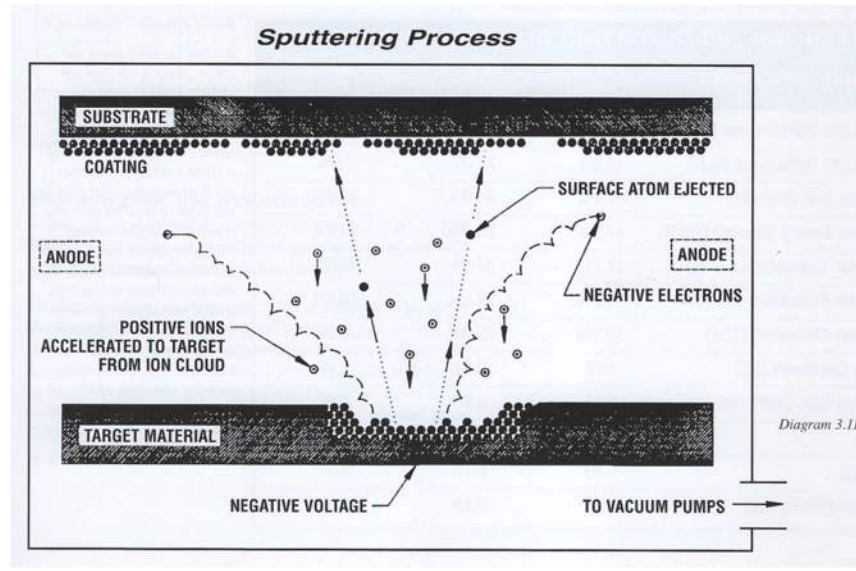 Sputtering Process
SUBSTRATE
COATING
SURFACE ATOM EJECTED
ANODE
ANODE
NEGATIVE ELECTRONS
POSITIVE IONS
ACCELERATED TO TARGET
FROM ION CLOUD
TARGET MATERIAL
Diagram 3.11
NEGATIVE VOLTAGE
TO VACUUM PUMPS